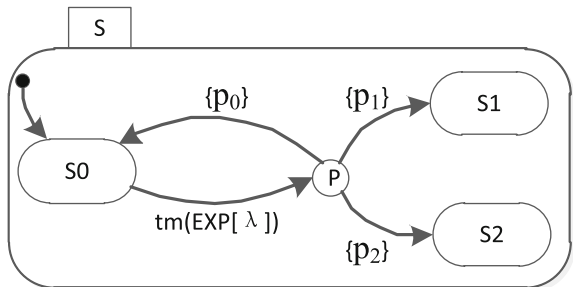 S
{p₀}
{p₁}
S1
S0
P
tm(EXP[ λ ])
{p₂}
S2